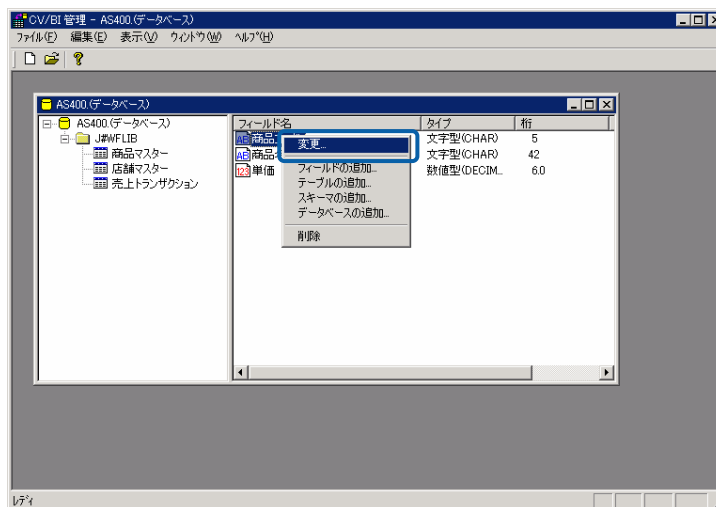 CV/BI 管理 - AS400.(データベース)
ファイル(F) 編集(E) 表示(V) ウィンドウ(W) ヘルプ(H)
AS400.(データベース)
AS400.(データベース)
J#WFLIB
商品マスター
店舗マスター
売上トランザクション
フィールド名 タイプ 桁
商品 文字型(CHAR) 5
商品 文字型(CHAR) 42
単価 数値型(DECIM... 6.0
変更...
フィールドの追加...
テーブルの追加...
スキーマの追加...
データベースの追加...
削除
レディ